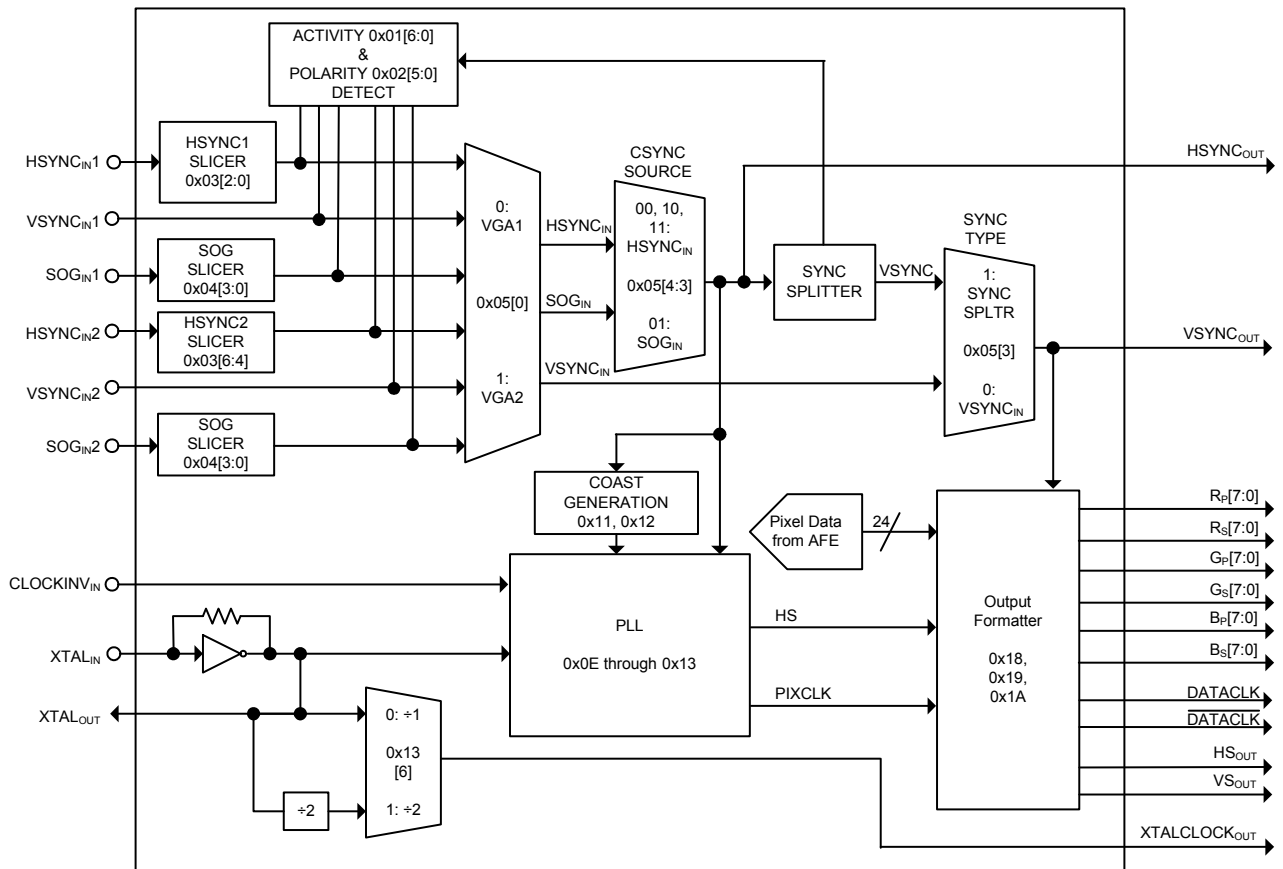 ACTIVITY 0x01[6:0]
&
POLARITY 0x02[5:0]
DETECT
HSYNCIN1
HSYNC1
SLICER
0x03[2:0]
VSYNCIN1
SOGIN1
SOG
SLICER
0x04[3:0]
HSYNCIN2
HSYNC2
SLICER
0x03[6:4]
VSYNCIN2
SOGIN2
SOG
SLICER
0x04[3:0]
0:
VGA1
0x05[0]
1:
VGA2
HSYNCIN
SOGIN
VSYNCIN
CSYNC
SOURCE
00, 10,
11:
HSYNCIN
0x05[4:3]
01:
SOGIN
SYNC
SPLITTER
VSYNC
SYNC
TYPE
1:
SYNC
SPLTR
0x05[3]
0:
VSYNCIN
HSYNCOUT
VSYNCOUT
COAST
GENERATION
0x11, 0x12
Pixel Data
from AFE
24
CLOCKINVIN
XTALIN
XTALOUT
PLL
0x0E through 0x13
HS
PIXCLK
0: ÷1
0x13
[6]
1: ÷2
÷2
Output
Formatter
0x18,
0x19,
0x1A
RP[7:0]
RS[7:0]
GP[7:0]
GS[7:0]
BP[7:0]
BS[7:0]
DATACLK
DATACLK
HSOUT
VSOUT
XTALCLOCKOUT